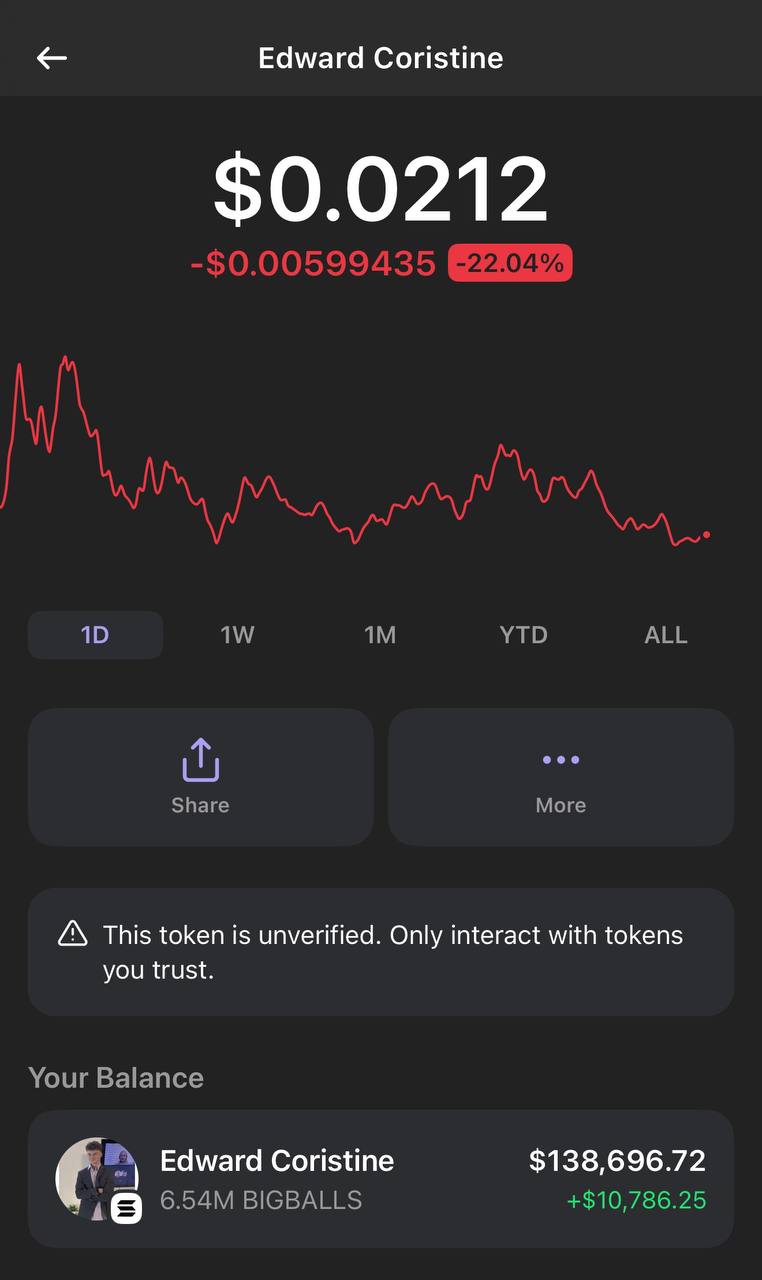 Edward Coristine
$0.0212
-$0.00599435 -22.04%
1D 1W 1M YTD ALL
Share More
This token is unverified. Only interact with tokens
you trust.
Your Balance
Edward Coristine $138,696.72
6.54M BIGBALLS +$10,786.25